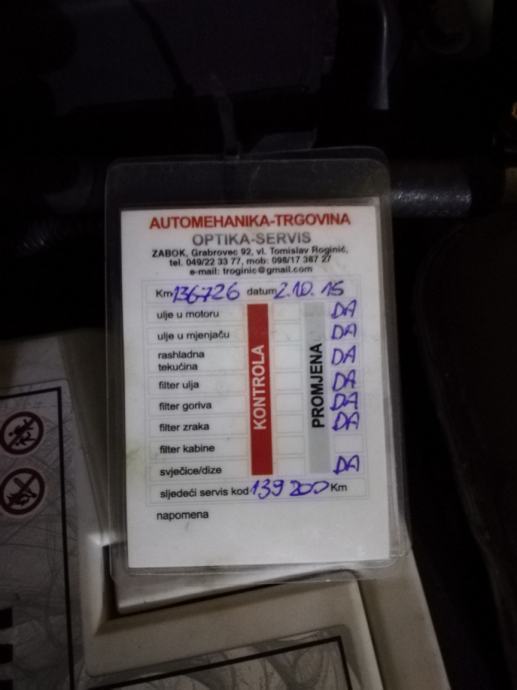 AUTOMEHANIKA-TRGOVINA
OPTIKA-SERVIS
ZABOK, Grabrovec 92, vl. Tomislav Roginić,
tel. 049/22 33 77, mob: 098/17 387 27
e-mail: troginic@gmail.com
Km 136726 datum 2.10.15
ulje u motoru DA
ulje u mjenjaču DA
rashladna tekućina DA
filter ulja DA
filter goriva DA
filter zraka DA
filter kabine
svječice/dize DA
KONTROLA
PROMJENA
sljedeći servis kod 139200 Km
napomena